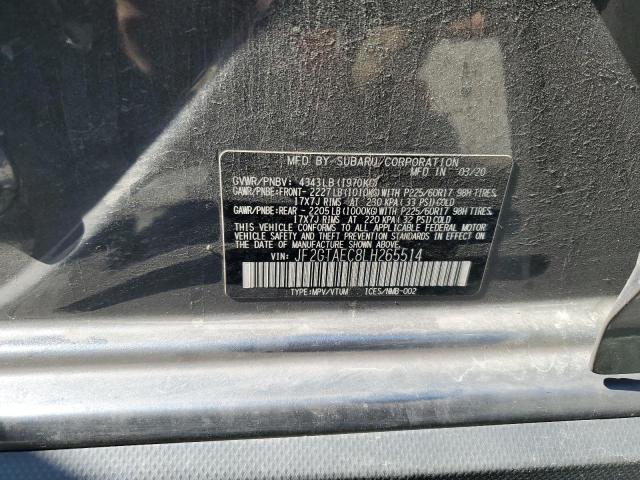 MFD BY SUBARU CORPORATION
MFD IN 03/20
GVWR/PNBV: 4343LB(1970KG)
GAWR/PNBE:FRONT- 2227LB(1010KG)WITH P225/60R17 98H TIRES,
17X7J RIMS AT 230 KPA(33 PSI)COLD
GAWR/PNBE:REAR - 2205LB(1000KG)WITH P225/60R17 98H TIRES,
17X7J RIMS AT 220 KPA(32 PSI)COLD
THIS VEHICLE CONFORMS TO ALL APPLICABLE FEDERAL MOTOR
VEHICLE SAFETY AND THEFT PREVENTION STANDARDS IN EFFECT
ON THE DATE OF MANUFACTURE SHOWN ABOVE.
VIN: JF2GTAEC8LH265514
TYPE:MPV/VTUM ICES/NMB-002